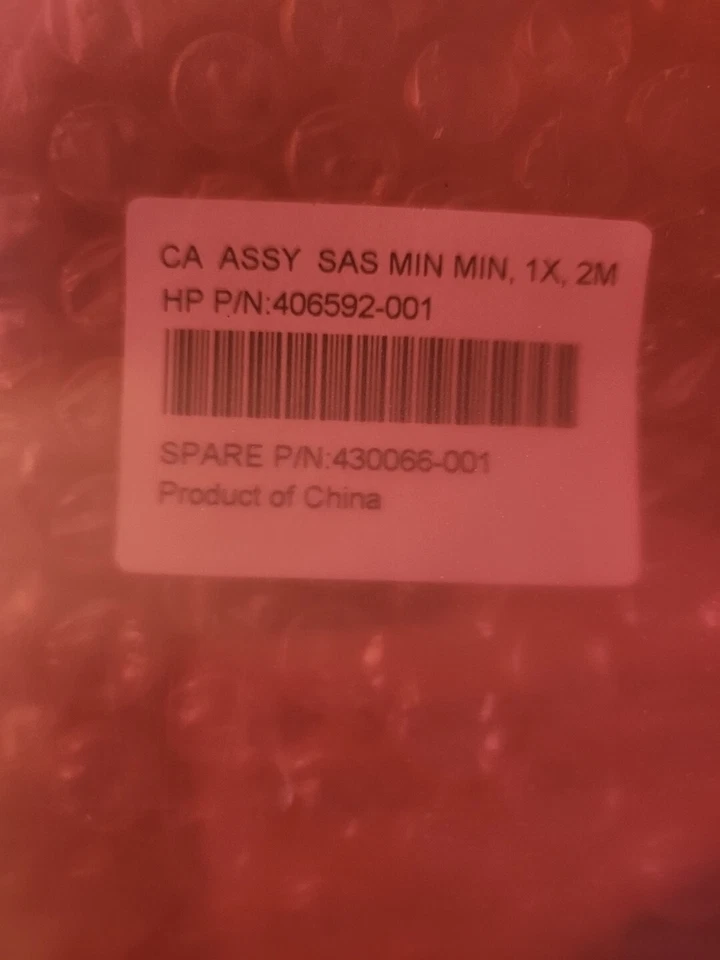 CA ASSY SAS MIN MIN, 1X, 2M
HP P/N:406592-001
SPARE P/N:430066-001
Product of China